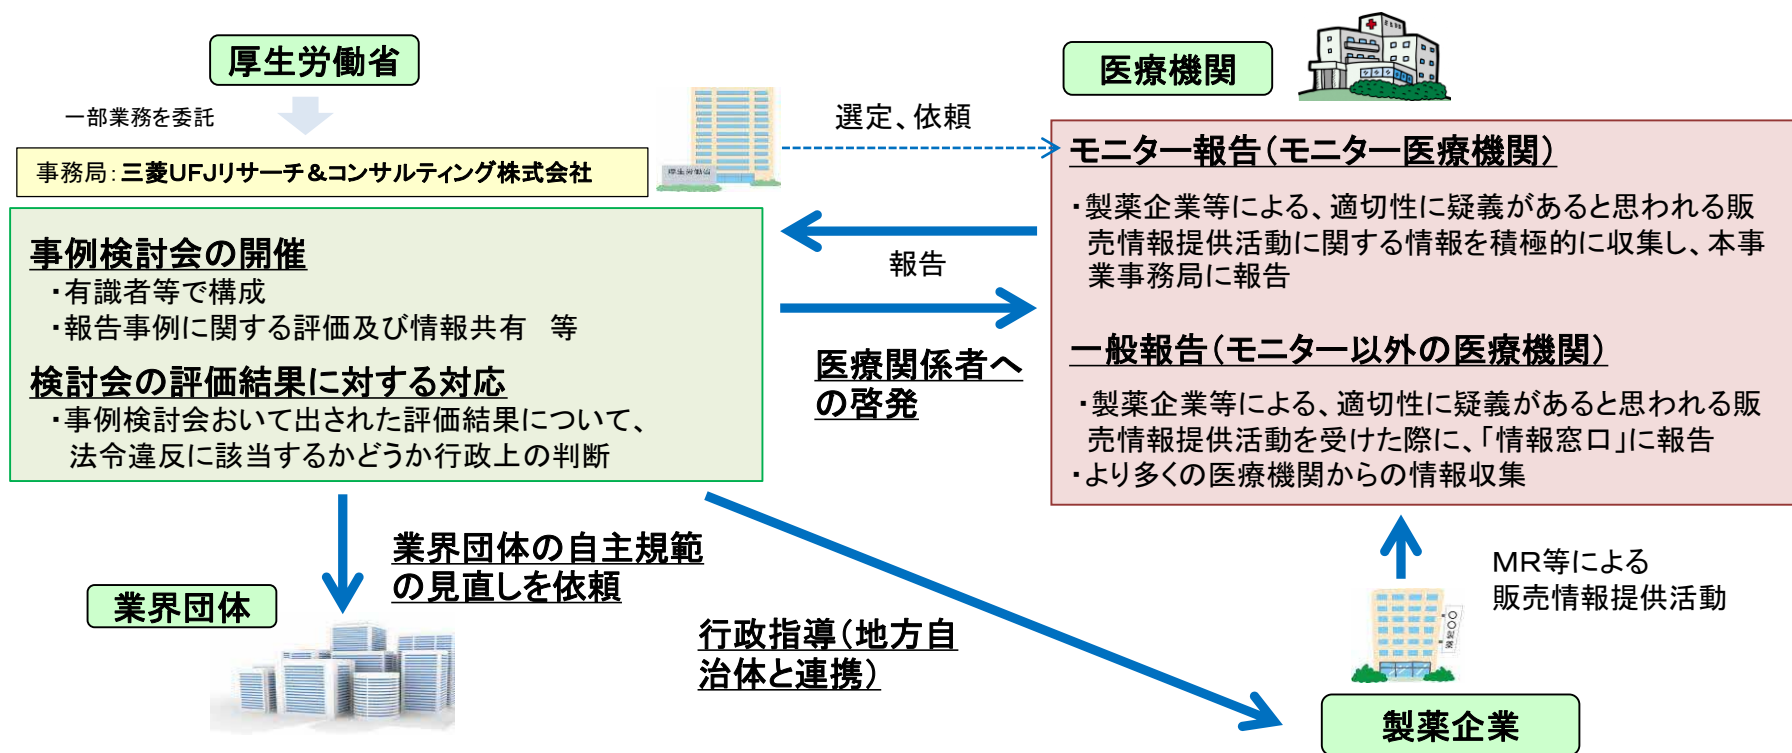 厚生労働省
一部業務を委託
事務局：三菱UFJリサーチ＆コンサルティング株式会社
厚生労働省
事例検討会の開催
・有識者等で構成
・報告事例に関する評価及び情報共有　等
検討会の評価結果に対する対応
・事例検討会おいて出された評価結果について、
法令違反に該当するかどうか行政上の判断
選定、依頼
報告
医療関係者へ
の啓発
医療機関
モニター報告（モニター医療機関）
・製薬企業等による、適切性に疑義があると思われる販
売情報提供活動に関する情報を積極的に収集し、本事
業事務局に報告
一般報告（モニター以外の医療機関）
・製薬企業等による、適切性に疑義があると思われる販
売情報提供活動を受けた際に、「情報窓口」に報告
・より多くの医療機関からの情報収集
業界団体の自主規範
の見直しを依頼
業界団体
行政指導（地方自
治体と連携）
MR等による
販売情報提供活動
〇〇製薬
製薬企業